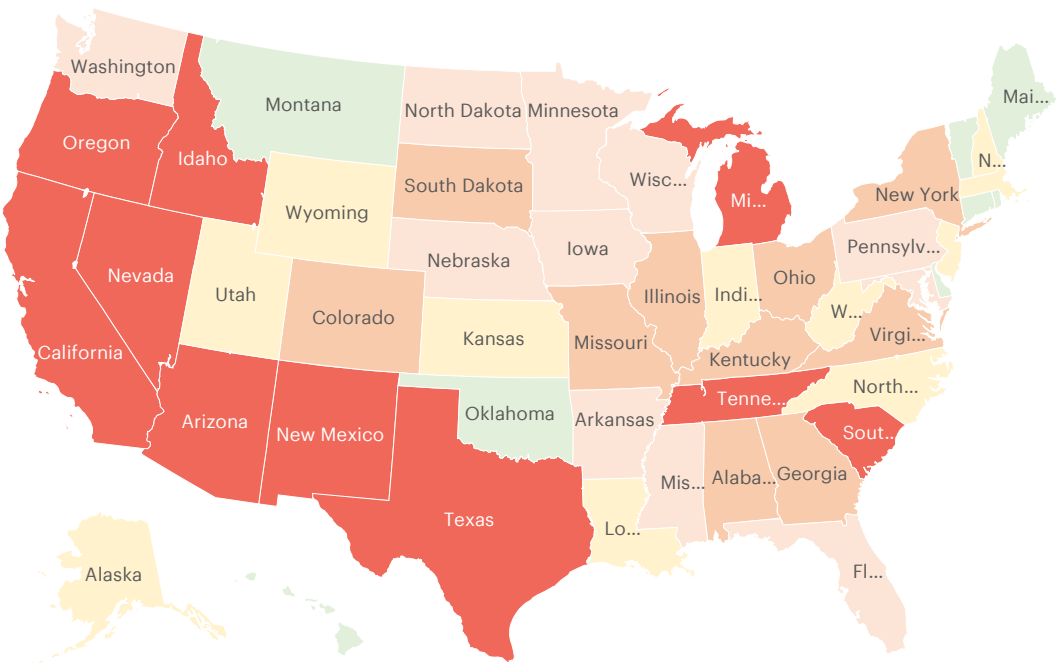 Washington
Montana
North Dakota
Minnesota
Mai...
Oregon
Idaho
N...
Wisc...
South Dakota
New York
Mi...
Wyoming
Iowa
Pennsylv...
Nebraska
Nevada
Ohio
Utah
Illinois
Indi...
W...
Colorado
Virgi...
Kansas
Missouri
California
Kentucky
North...
Tenne...
Oklahoma
Arkansas
Arizona
New Mexico
Sout...
Georgia
Alaba...
Mis...
Texas
Lo...
Alaska
Fl...